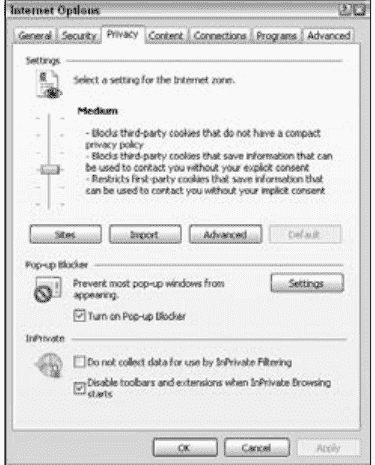 Internet Options
General Security Privacy Content Connections Programs Advanced
Settings
Select a setting for the Internet zone.
Medium
- Blocks third-party cookies that do not have a compact
privacy policy
- Blocks third-party cookies that save information that can
be used to contact you without your explicit consent
- Restricts first-party cookies that save information that
can be used to contact you without your implicit consent
Sites Import Advanced Default
Pop-up Blocker
Prevent most pop-up windows from
appearing.
Settings
Turn on Pop-up Blocker
InPrivate
Do not collect data for use by InPrivate Filtering
Disable toolbars and extensions when InPrivate Browsing
starts
OK Cancel Apply